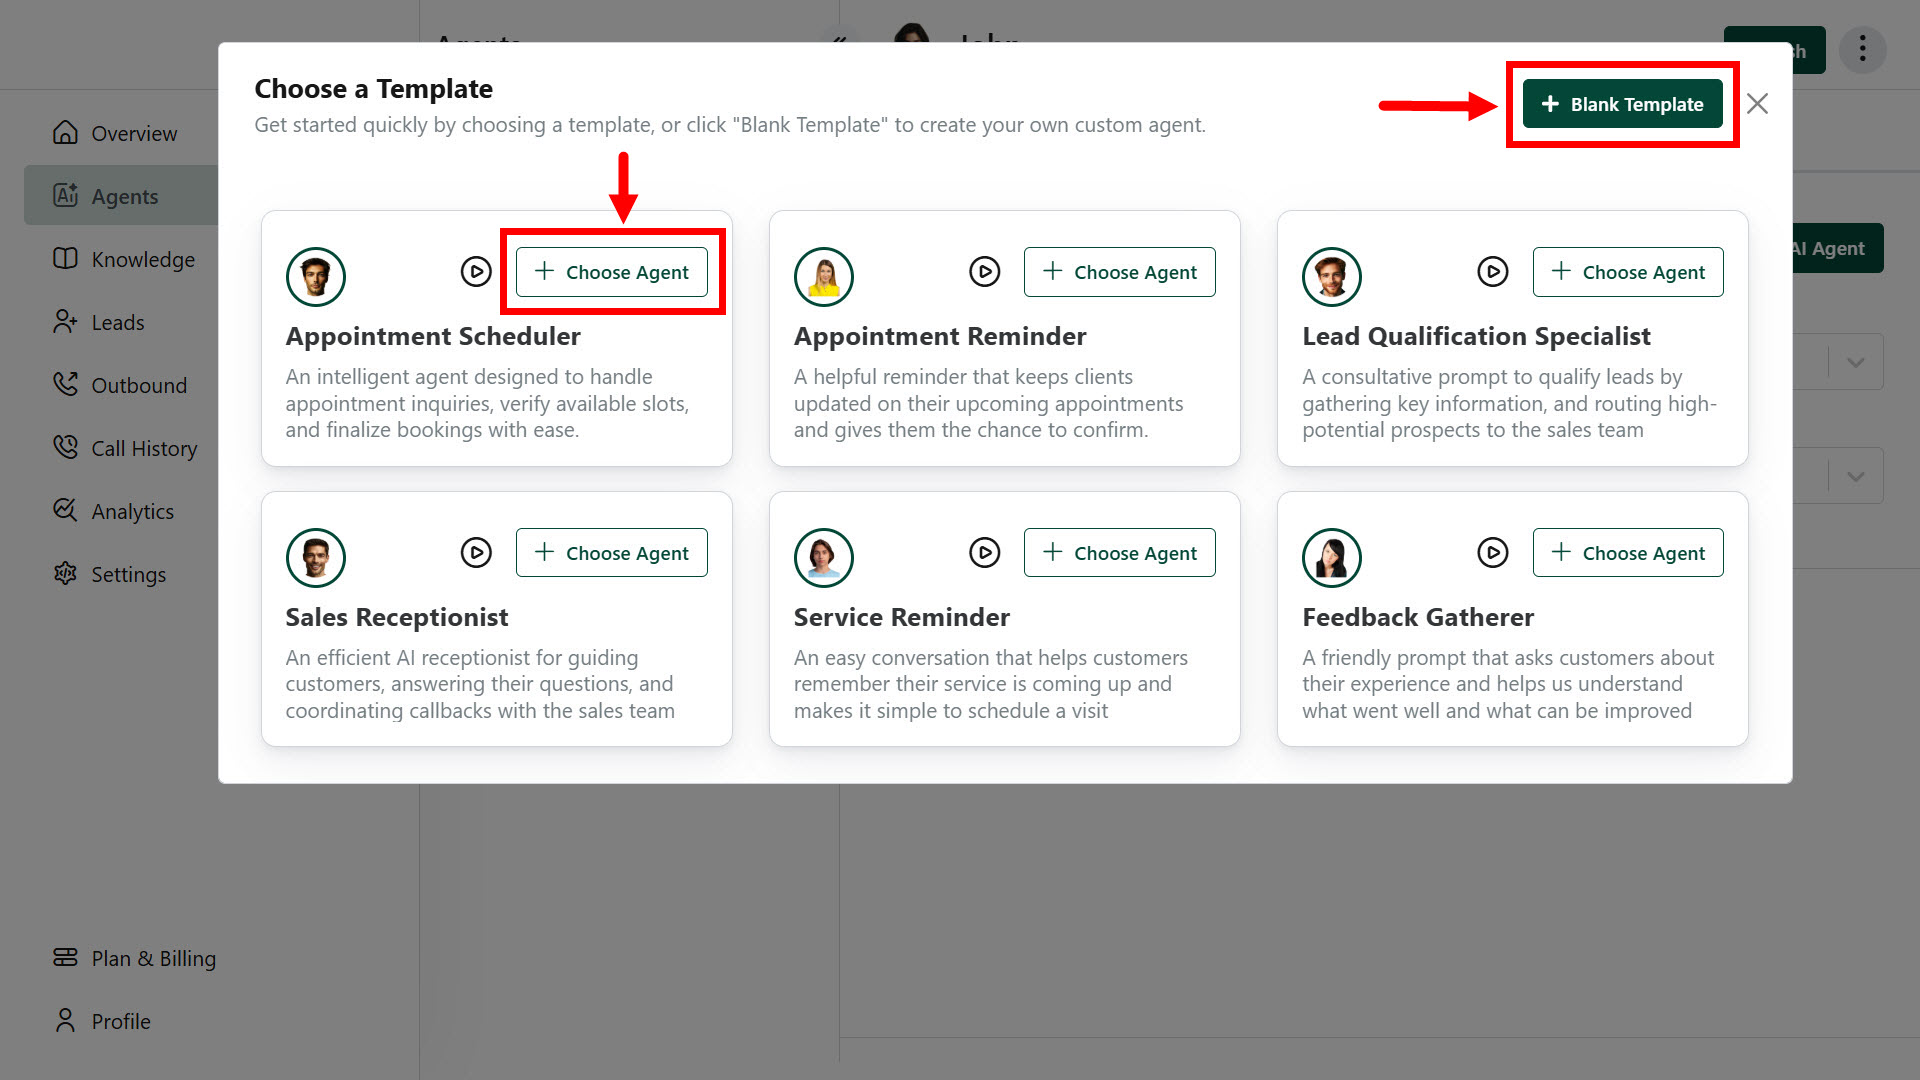 Choose a Template
Get started quickly by choosing a template, or click "Blank Template" to create your own custom agent.
Blank Template
Overview
Agents
Knowledge
Leads
Outbound
Call History
Analytics
Settings
Plan & Billing
Profile
Choose Agent
Appointment Scheduler
An intelligent agent designed to handle
appointment inquiries, verify available slots,
and finalize bookings with ease.
Choose Agent
Appointment Reminder
A helpful reminder that keeps clients
updated on their upcoming appointments
and gives them the chance to confirm.
Choose Agent
Lead Qualification Specialist
A consultative prompt to qualify leads by
gathering key information, and routing high-
potential prospects to the sales team
AI Agent
Choose Agent
Sales Receptionist
An efficient AI receptionist for guiding
customers, answering their questions, and
coordinating callbacks with the sales team
Choose Agent
Service Reminder
An easy conversation that helps customers
remember their service is coming up and
makes it simple to schedule a visit
Choose Agent
Feedback Gatherer
A friendly prompt that asks customers about
their experience and helps us understand
what went well and what can be improved